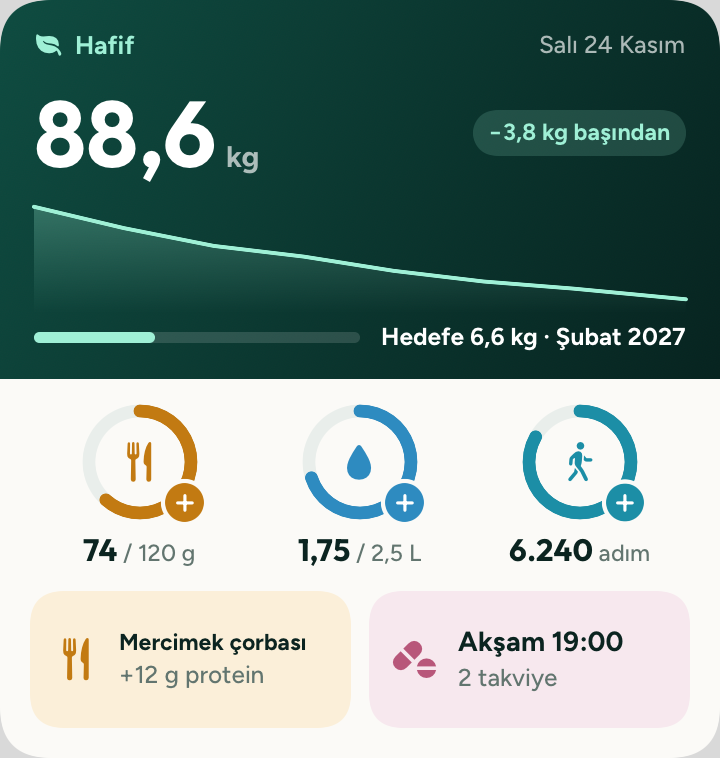 Hafif
Salı 24 Kasım
88,6 kg
−3,8 kg başından
Hedefe 6,6 kg · Şubat 2027
74 / 120 g
1,75 / 2,5 L
6.240 adım
Mercimek çorbası
+12 g protein
Akşam 19:00
2 takviye